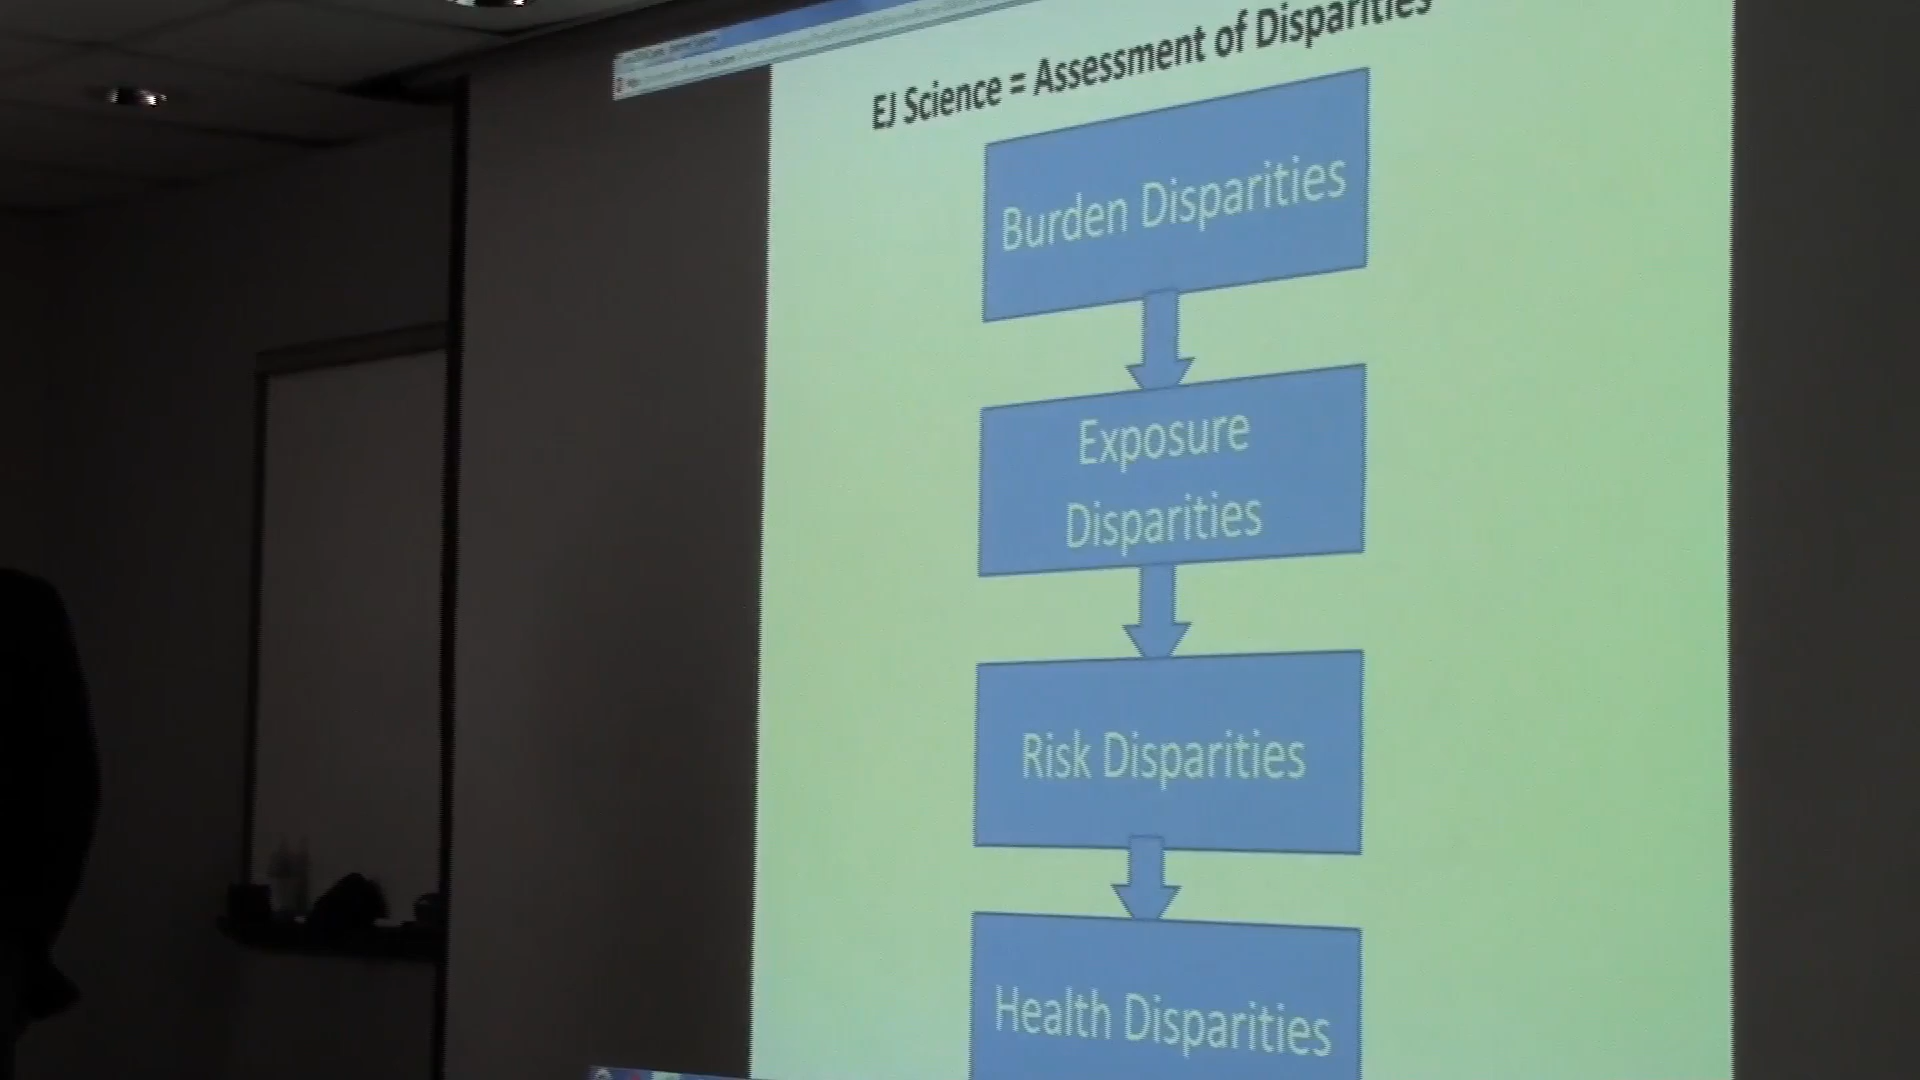 EJ Science = Assessment of Disparities
Burden Disparities
Exposure
Disparities
Risk Disparities
Health Disparities